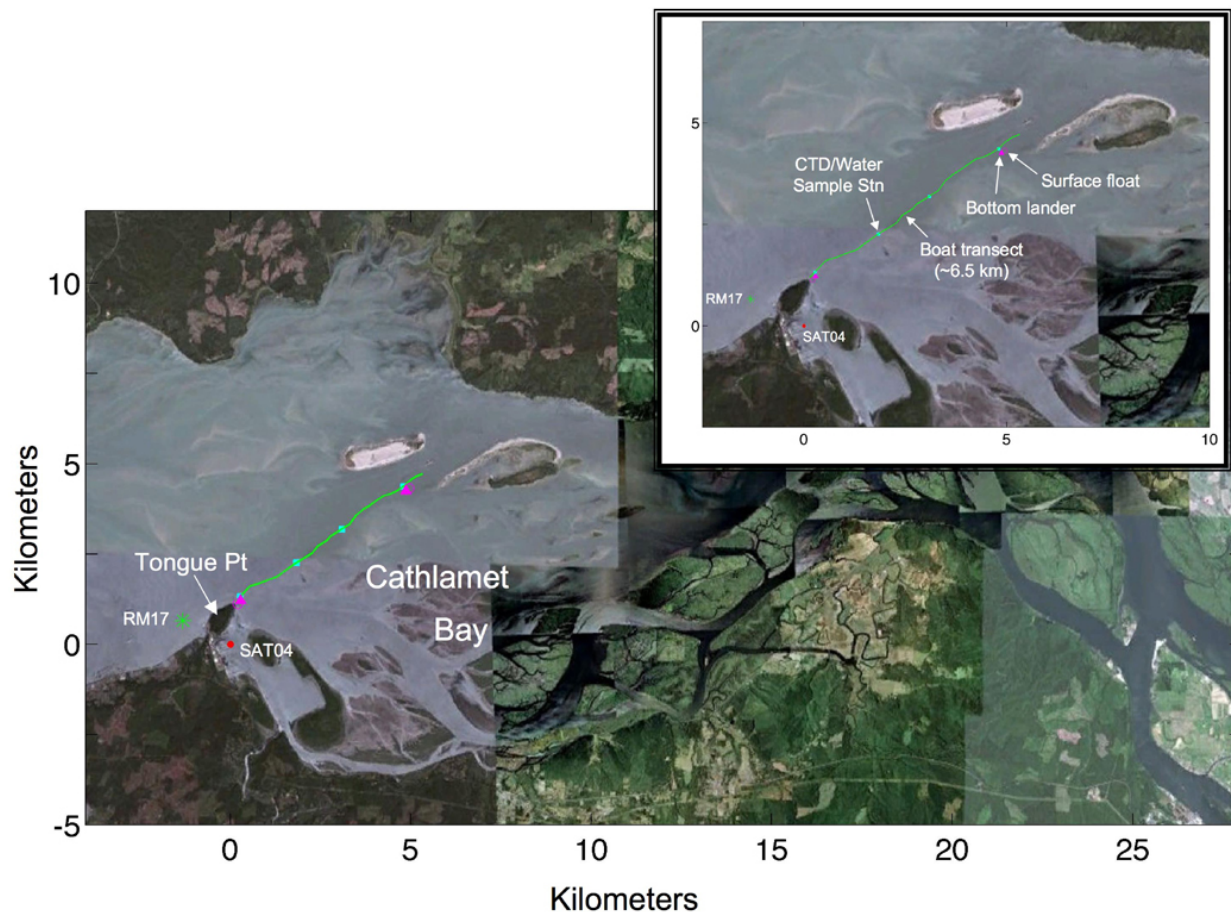 5
0
0
5
10
CTD/Water
Sample Stn
Surface float
Bottom lander
Boat transect
(~6.5 km)
RM17
SAT04
10
5
0
-5
Kilometers
Tongue Pt
Cathlamet
Bay
RM17
SAT04
0
5
10
15
20
25
Kilometers